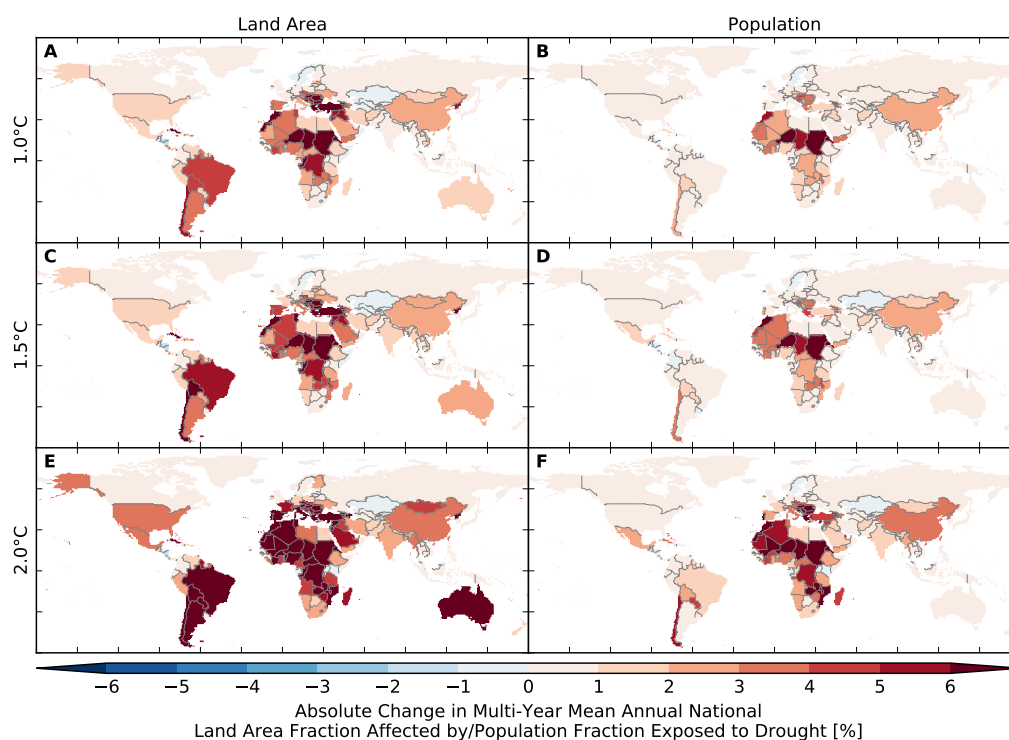 Land Area
Population
A
B
1.0°C
C
D
1.5°C
E
F
2.0°C
−6 −5 −4 −3 −2 −1 0 1 2 3 4 5 6
Absolute Change in Multi-Year Mean Annual National
Land Area Fraction Affected by/Population Fraction Exposed to Drought [%]